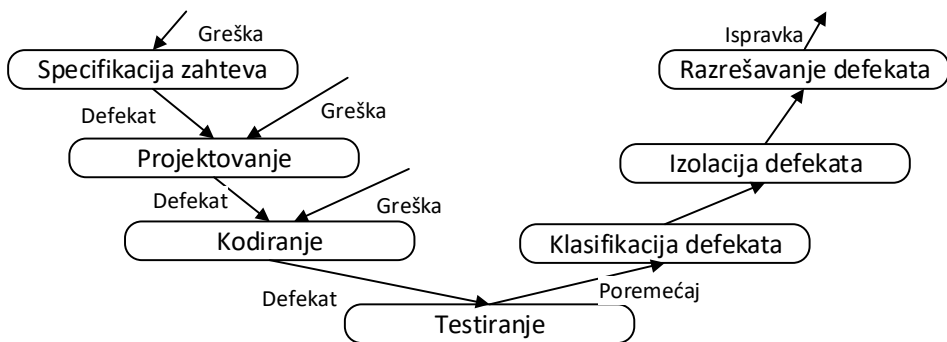 Greška
Specifikacija zahteva
Defekat
Greška
Projektovanje
Defekat
Greška
Kodiranje
Defekat
Testiranje
Poremećaj
Klasifikacija defekata
Izolacija defekata
Razrešavanje defekata
Ispravka